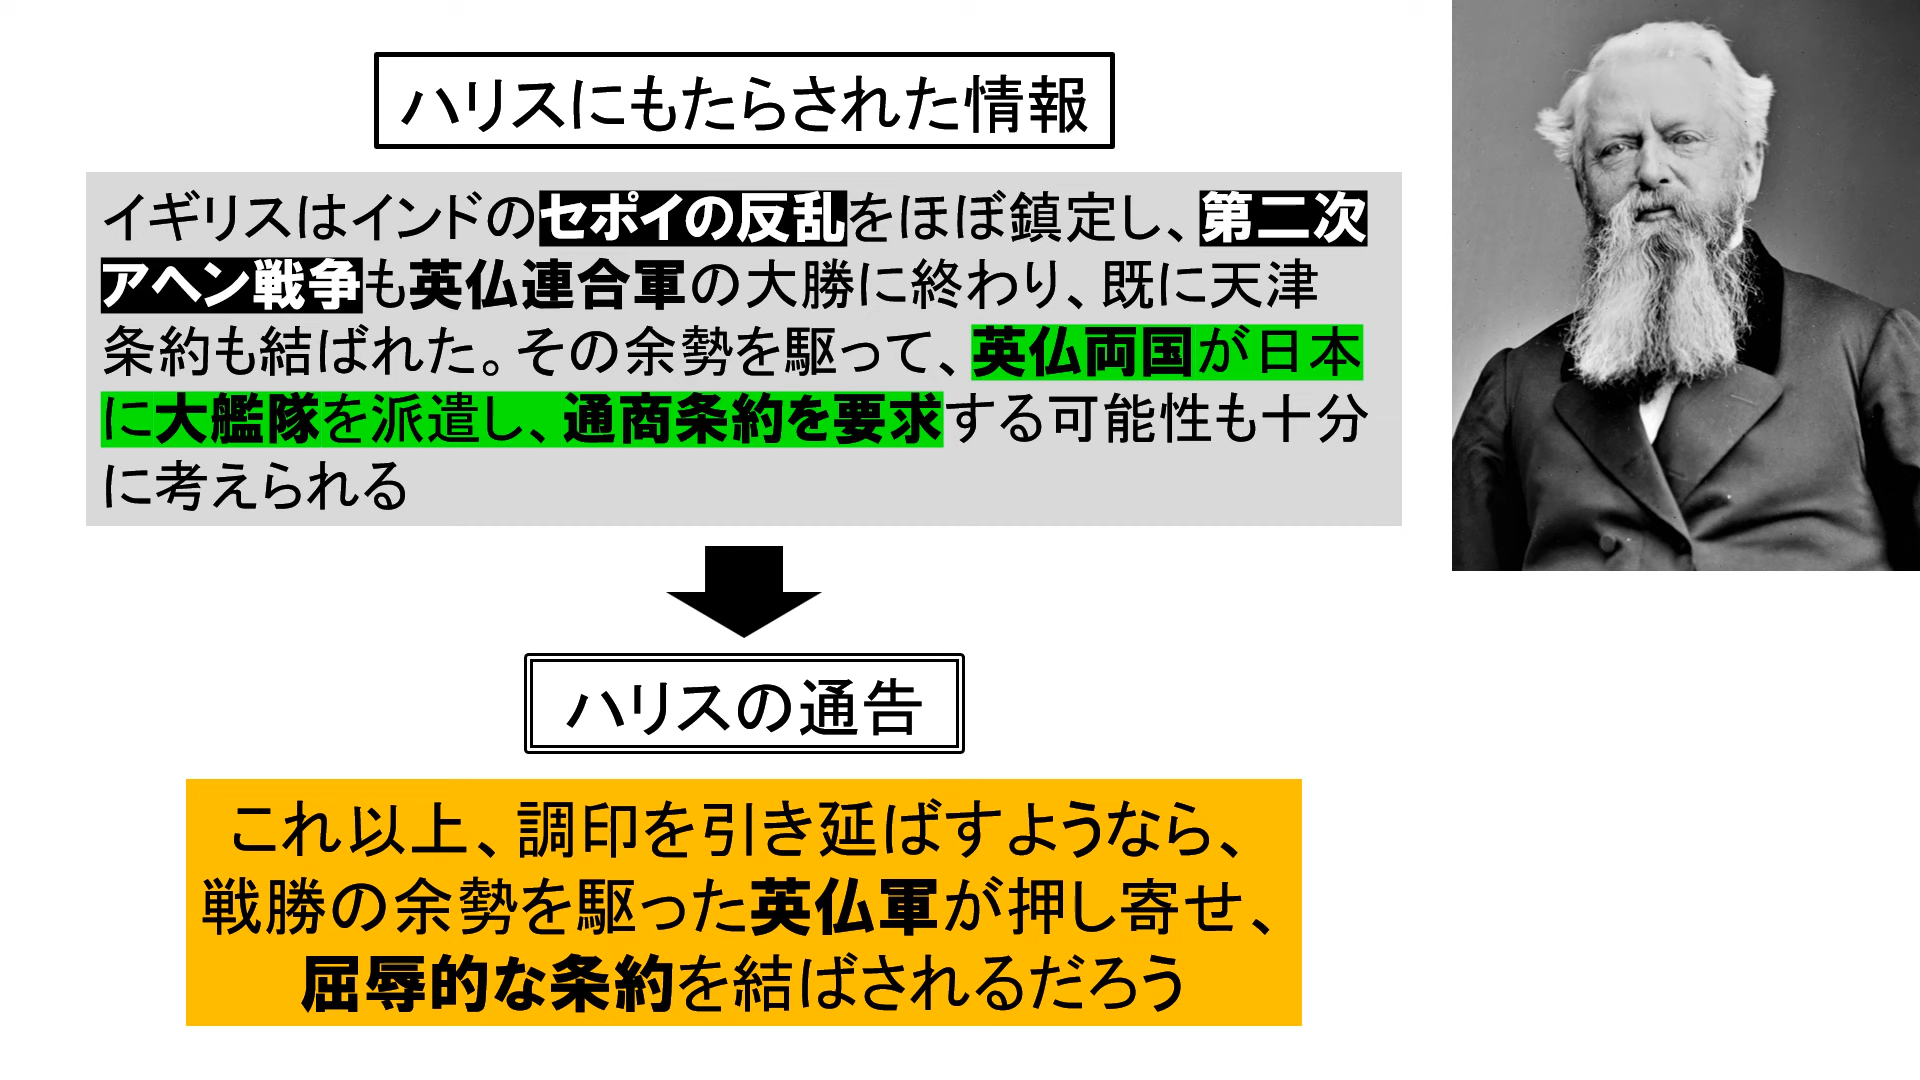 ハリスにもたらされた情報
イギリスはインドのセポイの反乱をほぼ鎮定し、第二次
アヘン戦争も英仏連合軍の大勝に終わり、既に天津
条約も結ばれた。その余勢を駆って、英仏両国が日本
に大艦隊を派遣し、通商条約を要求する可能性も十分
に考えられる
ハリスの通告
これ以上、調印を引き延ばすようなら、
戦勝の余勢を駆った英仏軍が押し寄せ、
屈辱的な条約を結ばされるだろう